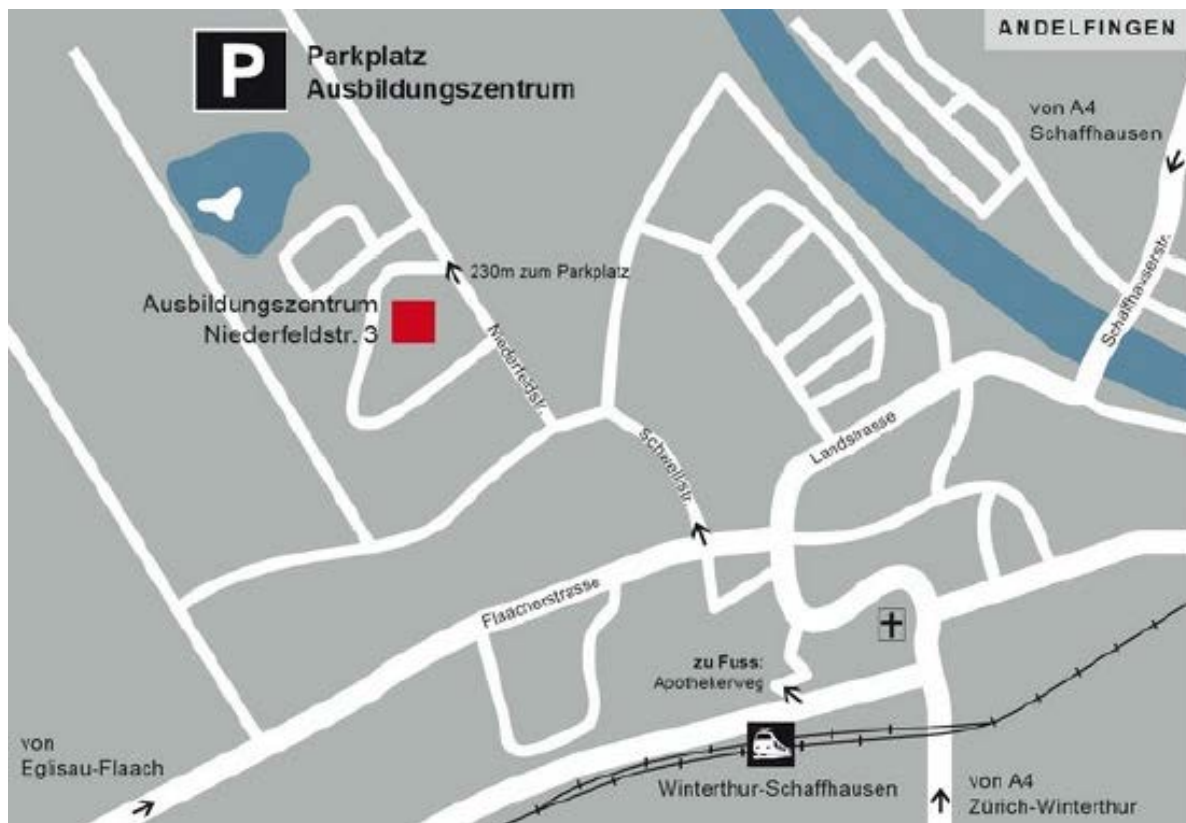 ANDELFINGEN
P
Parkplatz
Ausbildungszentrum
von A4
Schaffhausen
230m zum Parkplatz
Schaffhauserstr.
Ausbildungszentrum
Niederfeldstr. 3
Niederfeldstr.
Landstrasse
Schwellistr.
Flaacherstrasse
zu Fuss:
Apothekerweg
von
Eglisau-Flaach
Winterthur-Schaffhausen
von A4
Zürich-Winterthur